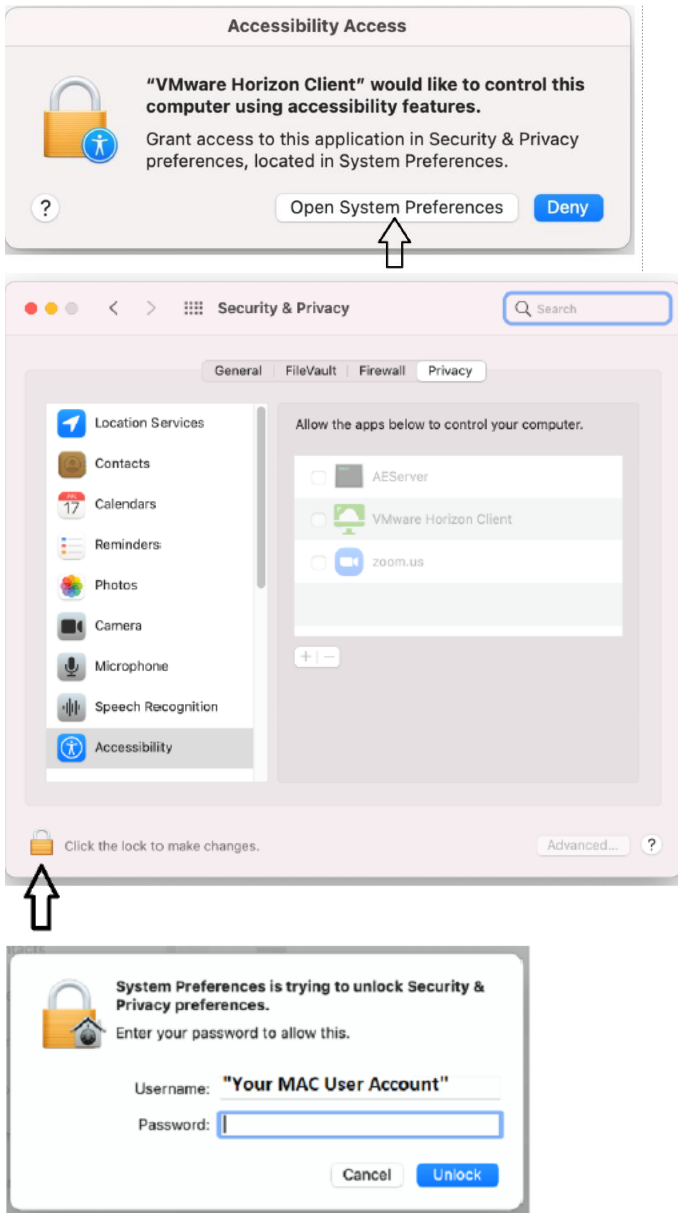 Accessibility Access
“VMware Horizon Client” would like to control this
computer using accessibility features.
Grant access to this application in Security & Privacy
preferences, located in System Preferences.
?
Open System Preferences
Deny
Security & Privacy
Search
General
FileVault
Firewall
Privacy
Location Services
Contacts
17
Calendars
Reminders
Photos
Camera
Microphone
Speech Recognition
Accessibility
Allow the apps below to control your computer.
AEServer
VMware Horizon Client
zoom.us
+
−
Click the lock to make changes.
Advanced...
?
System Preferences is trying to unlock Security &
Privacy preferences.
Enter your password to allow this.
Username: "Your MAC User Account"
Password:
Cancel
Unlock